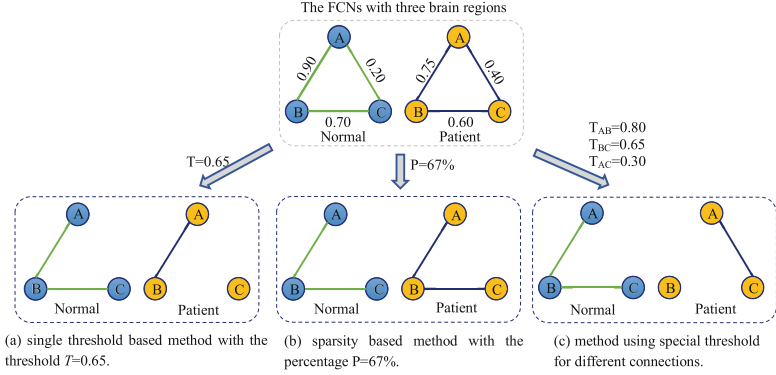 The FCNs with three brain regions
A
A
0.90
0.20
0.75
0.40
B
C
B
C
0.70
0.60
Normal
Patient
T=0.65
P=67%
T_AB=0.80
T_BC=0.65
T_AC=0.30
A
A
A
A
A
A
B
C
B
C
B
C
B
C
B
C
B
C
Normal
Patient
Normal
Patient
Normal
Patient
(a) single threshold based method with the
threshold T=0.65.
(b) sparsity based method with the
percentage P=67%.
(c) method using special threshold
for different connections.